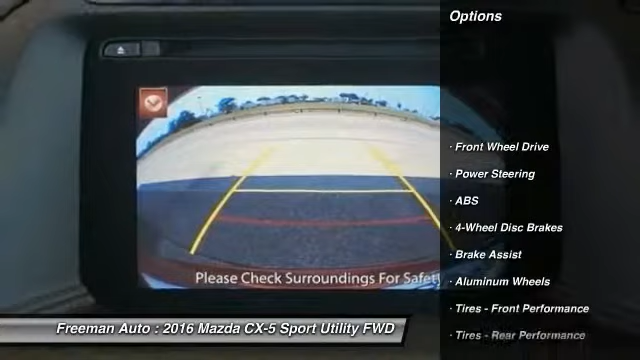 Options
· Front Wheel Drive
· Power Steering
· ABS
· 4-Wheel Disc Brakes
· Brake Assist
· Aluminum Wheels
· Tires - Front Performance
· Tires - Rear Performance
Please Check Surroundings For Safety
Freeman Auto : 2016 Mazda CX-5 Sport Utility FWD